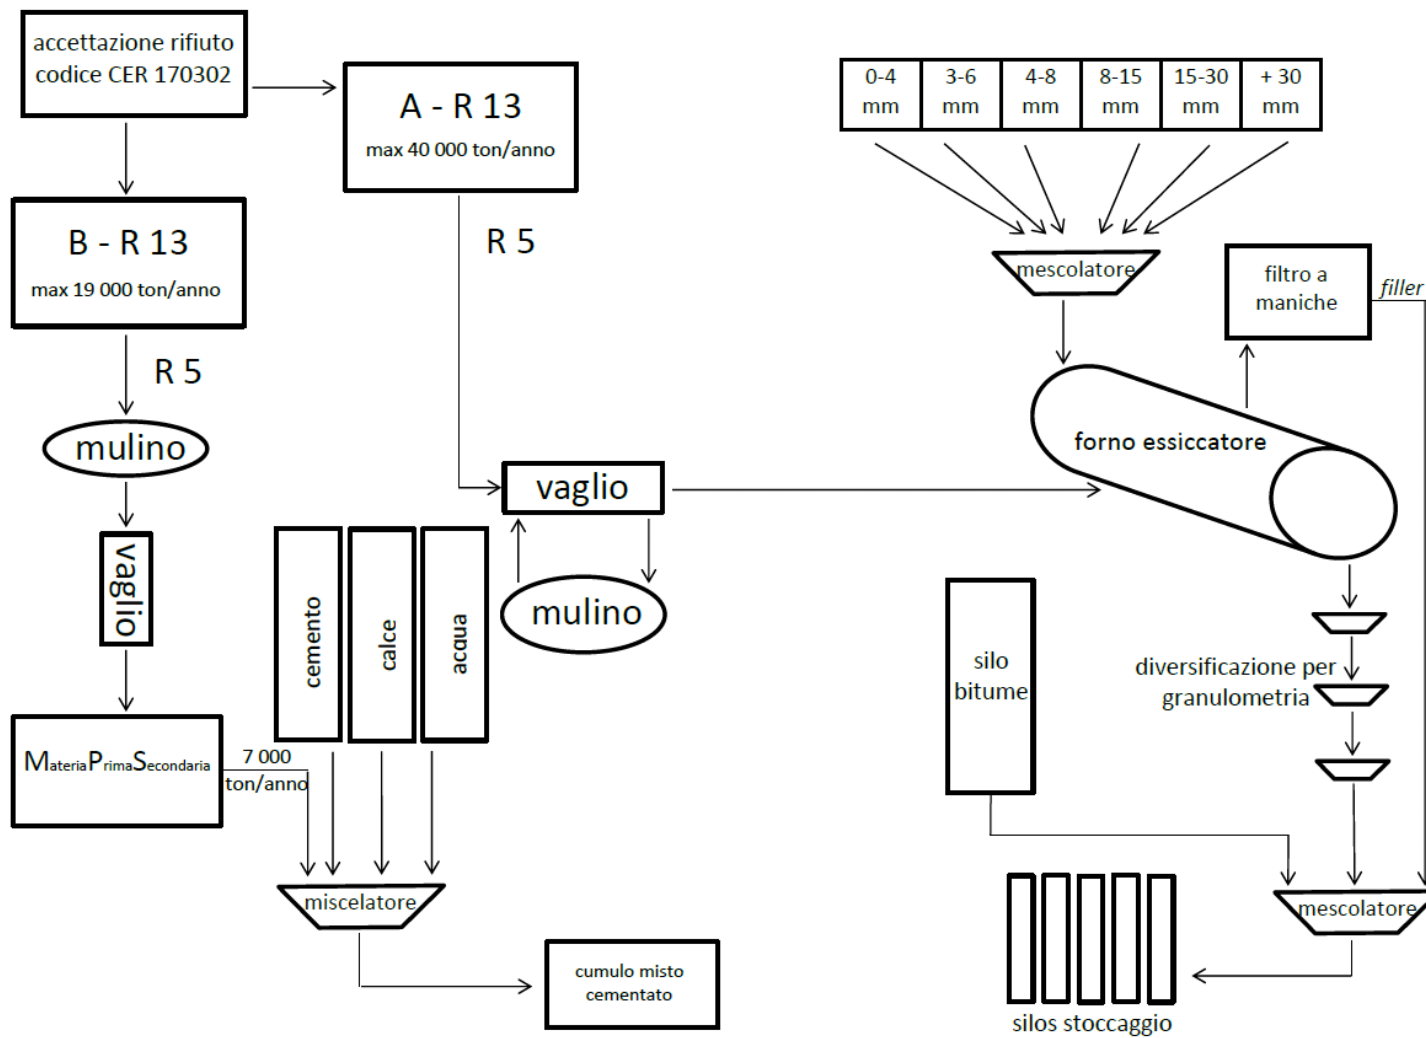 accettazione rifiuto
codice CER 170302
A - R 13
max 40 000 ton/anno
B - R 13
max 19 000 ton/anno
R 5
R 5
mulino
vaglio
MateriaPrimaSecondaria
7 000
ton/anno
cemento
calce
acqua
miscelatore
cumulo misto
cementato
vaglio
mulino
0-4
mm
3-6
mm
4-8
mm
8-15
mm
15-30
mm
+ 30
mm
mescolatore
filtro a
maniche
filler
forno essiccatore
silo
bitume
diversificazione per
granulometria
mescolatore
silos stoccaggio